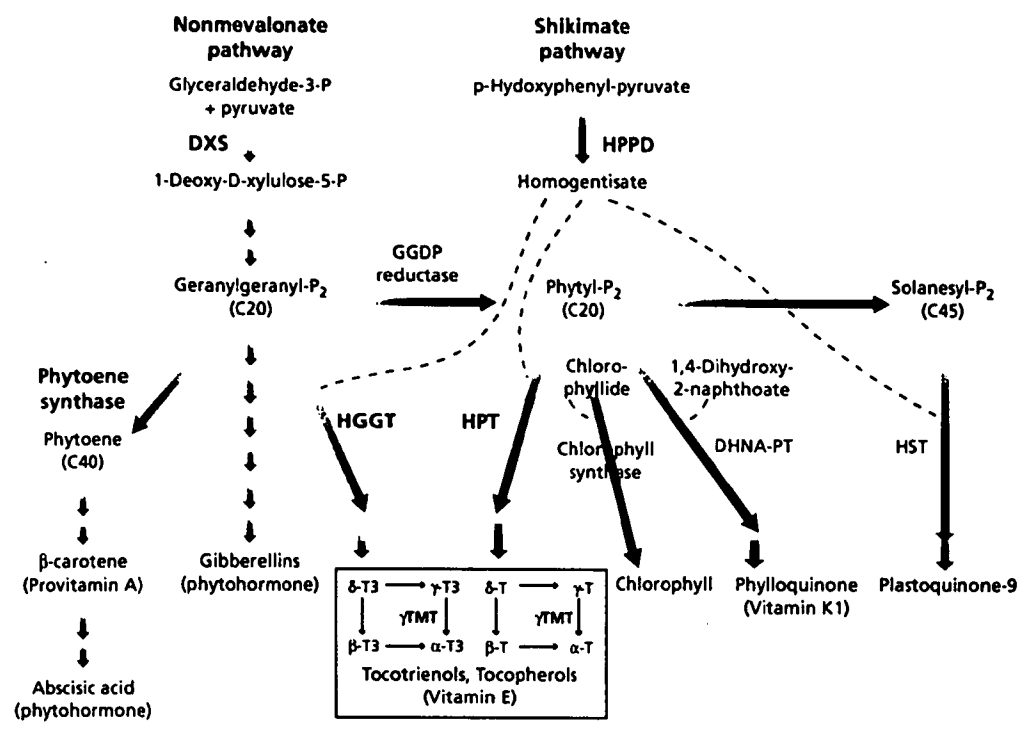 Nonmevalonate
pathway
Glyceraldehyde-3-P
+ pyruvate
DXS
1-Deoxy-D-xylulose-5-P
Shikimate
pathway
p-Hydoxyphenyl-pyruvate
HPPD
Homogentisate
Geranylgeranyl-P₂
(C20)
GGDP
reductase
Phytyl-P₂
(C20)
Solanesyl-P₂
(C45)
Phytoene
synthase
Phytoene
(C40)
HGGT
HPT
Chloro-
phyllide
1,4-Dihydroxy-
2-naphthoate
Chlorophyll
synthase
DHNA-PT
HST
β-carotene
(Provitamin A)
Gibberellins
(phytohormone)
δ-T3 γ-T3 δ-T γ-T
γTMT γTMT
β-T3 α-T3 β-T α-T
Tocotrienols, Tocopherols
(Vitamin E)
Chlorophyll
Phylloquinone
(Vitamin K1)
Plastoquinone-9
Abscisic acid
(phytohormone)